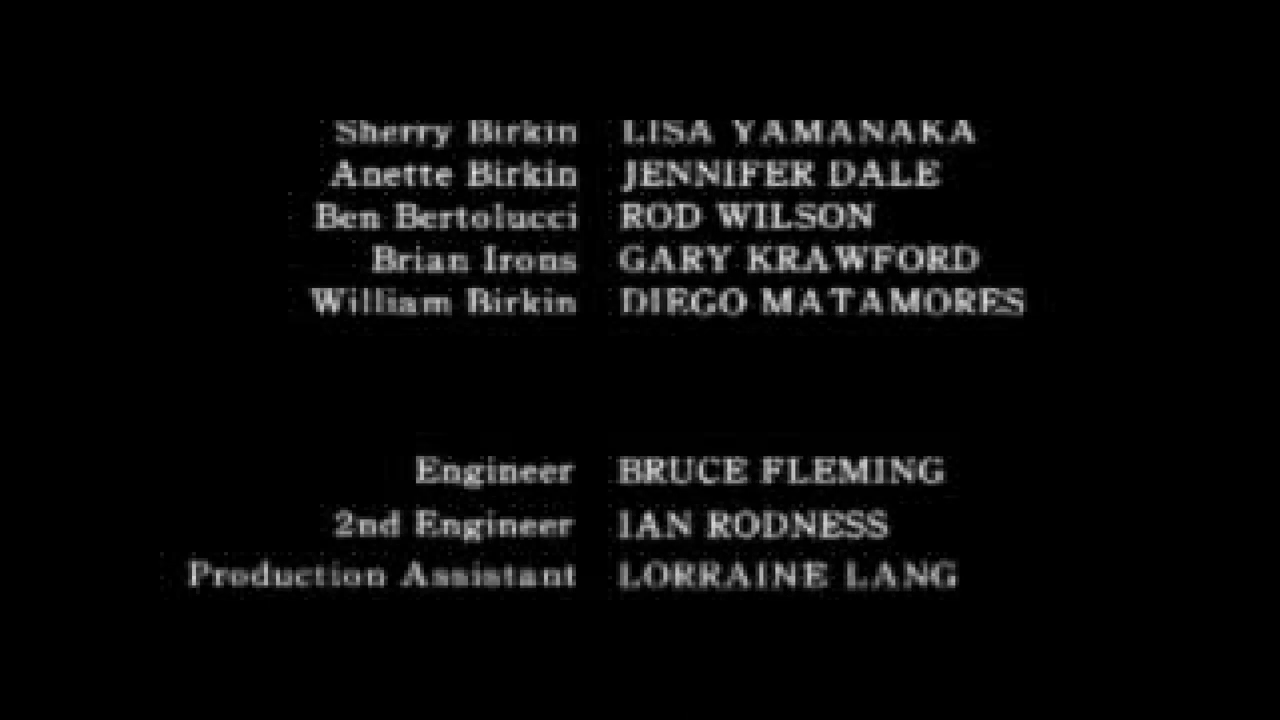 Sherry Birkin LISA YAMANAKA
Anette Birkin JENNIFER DALE
Ben Bertolucci ROD WILSON
Brian Irons GARY KRAWFORD
William Birkin DIEGO MATAMORES
Engineer BRUCE FLEMING
2nd Engineer IAN RODNESS
Production Assistant LORRAINE LANG